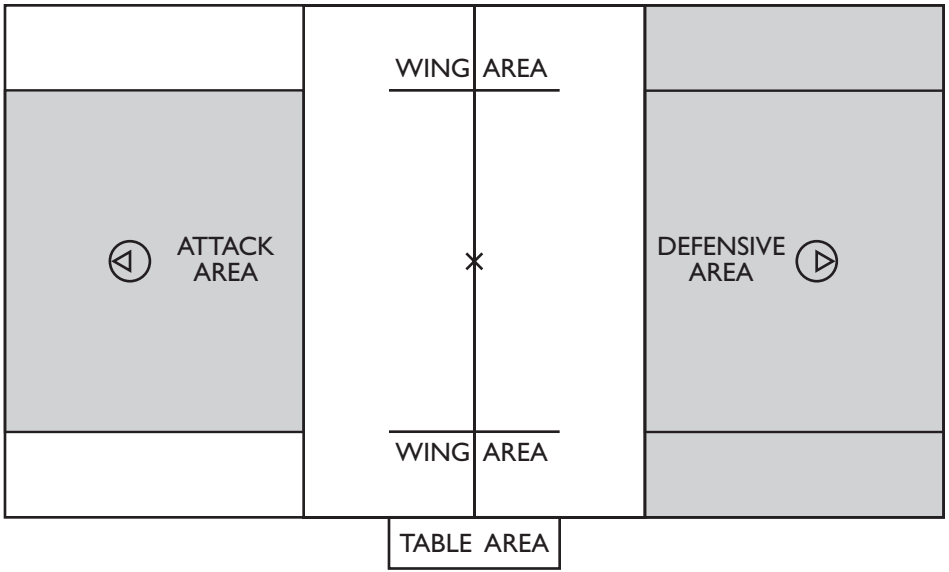 WING AREA
ATTACK
AREA
DEFENSIVE
AREA
WING AREA
TABLE AREA